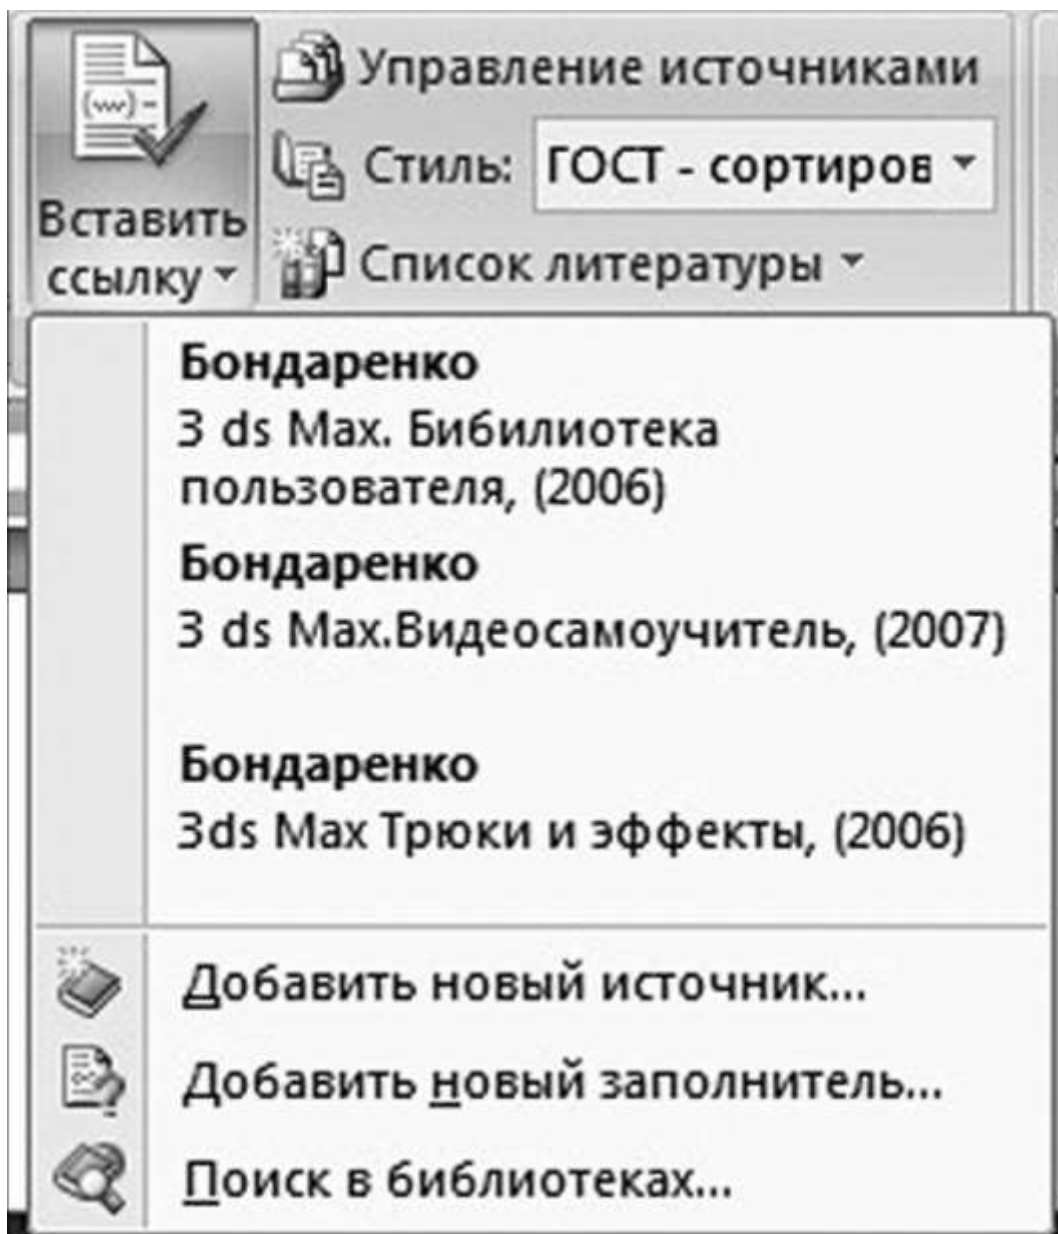 Вставить
ссылку
Управление источниками
Стиль: ГОСТ - сортиров
Список литературы
Бондаренко
3 ds Max. Бибилиотека
пользователя, (2006)
Бондаренко
3 ds Max.Видеосамоучитель, (2007)
Бондаренко
3ds Max Трюки и эффекты, (2006)
Добавить новый источник...
Добавить новый заполнитель...
Поиск в библиотеках...